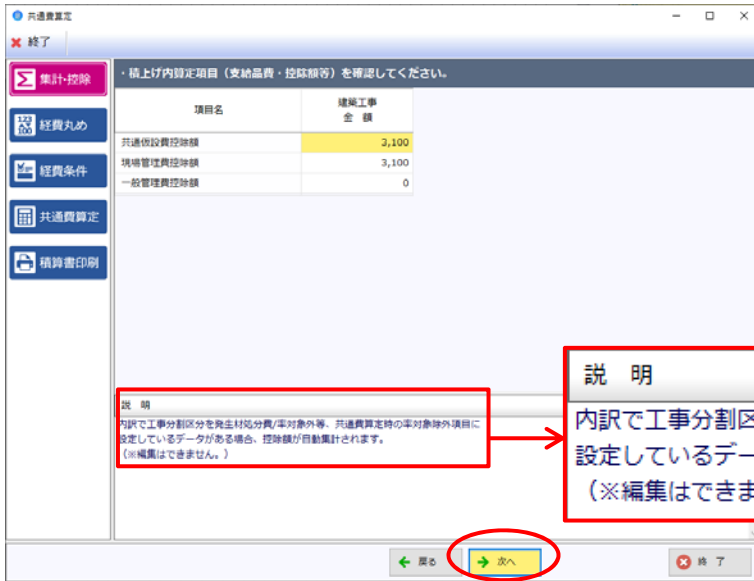 共通費算定
終了
集計・控除
経費丸め
経費条件
共通費算定
積算書印刷
・積上げ内算定項目（支給品費・控除額等）を確認してください。
項目名
建築工事
金 額
共通仮設費控除額
3,100
現場管理費控除額
3,100
一般管理費控除額
0
説 明
内訳で工事分割区分を発生材処分費/率対象外等、共通費算定時の率対象除外項目に
設定しているデータがある場合、控除額が自動集計されます。
（※編集はできません。）
説 明
内訳で工事分割区
設定しているデー
（※編集はできま
戻る
次へ
終 了